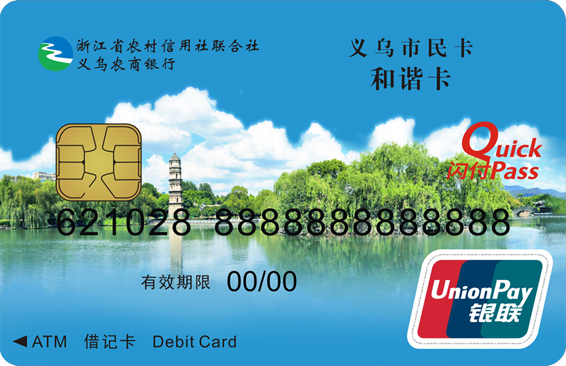 浙江省农村信用社联合社
义乌农商银行
义乌市民卡
和谐卡
Quick
闪付Pass
621028 8888888888888
有效期限 00/00
UnionPay
银联
◀ATM 借记卡 Debit Card